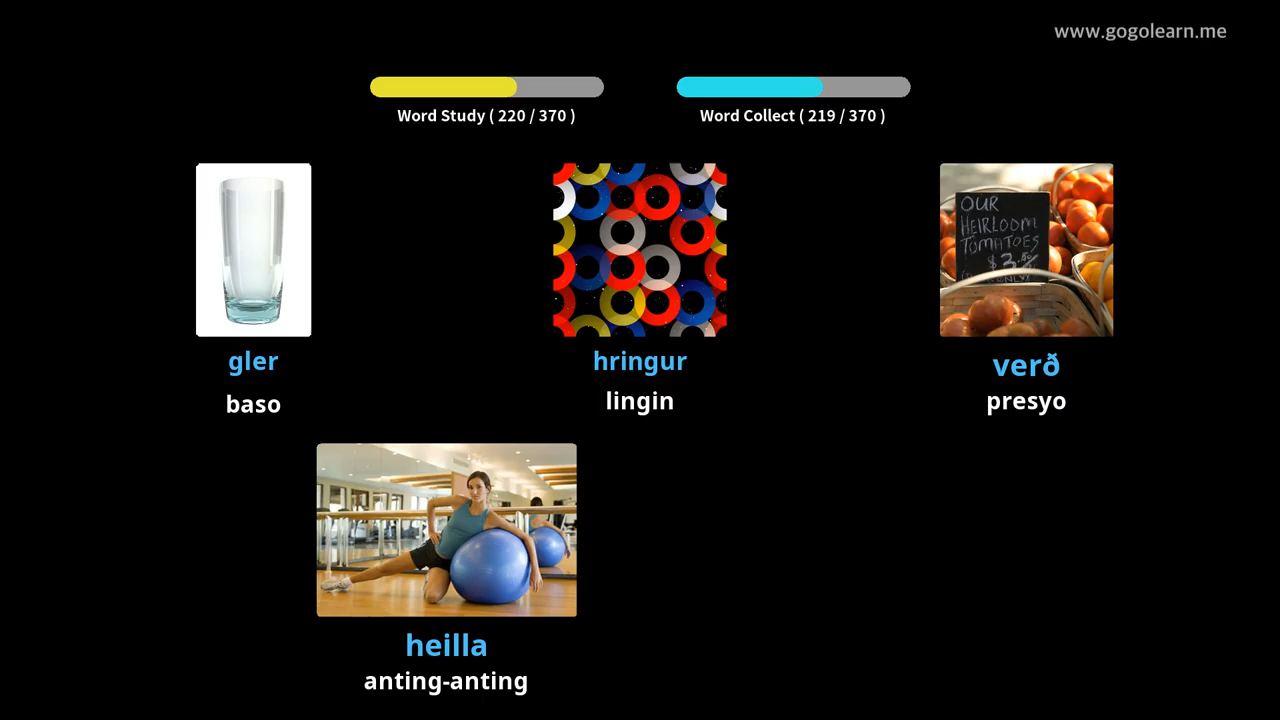 www.gogolearn.me
Word Study ( 220 / 370 )
Word Collect ( 219 / 370 )
OUR
HEIRLOOM
TOMATOES
gler
baso
hringur
lingin
verð
presyo
heilla
anting-anting